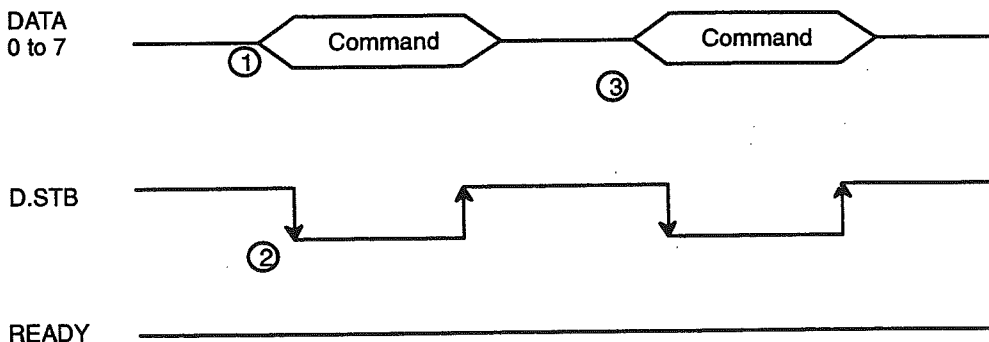 DATA
0 to 7
Command
Command
1
3
D.STB
2
READY